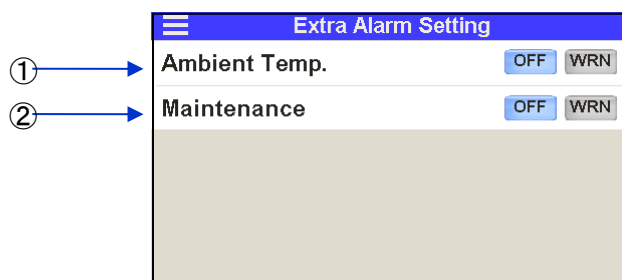 Extra Alarm Setting
① Ambient Temp. OFF WRN
② Maintenance OFF WRN